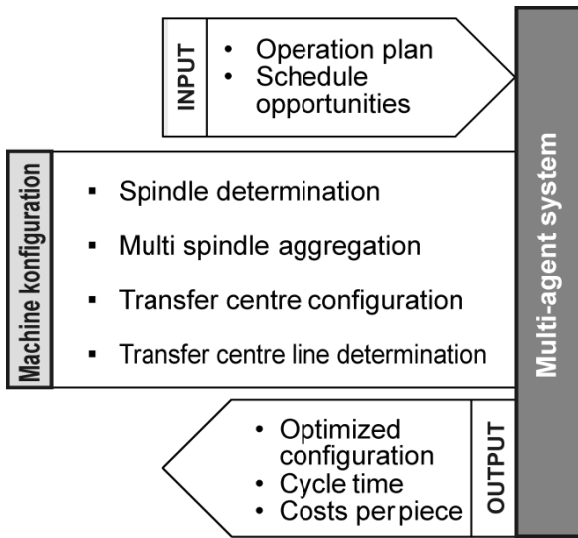 INPUT
• Operation plan
• Schedule
opportunities
Machine konfiguration
▪ Spindle determination
▪ Multi spindle aggregation
▪ Transfer centre configuration
▪ Transfer centre line determination
Multi-agent system
• Optimized
configuration
• Cycle time
• Costs per piece
OUTPUT